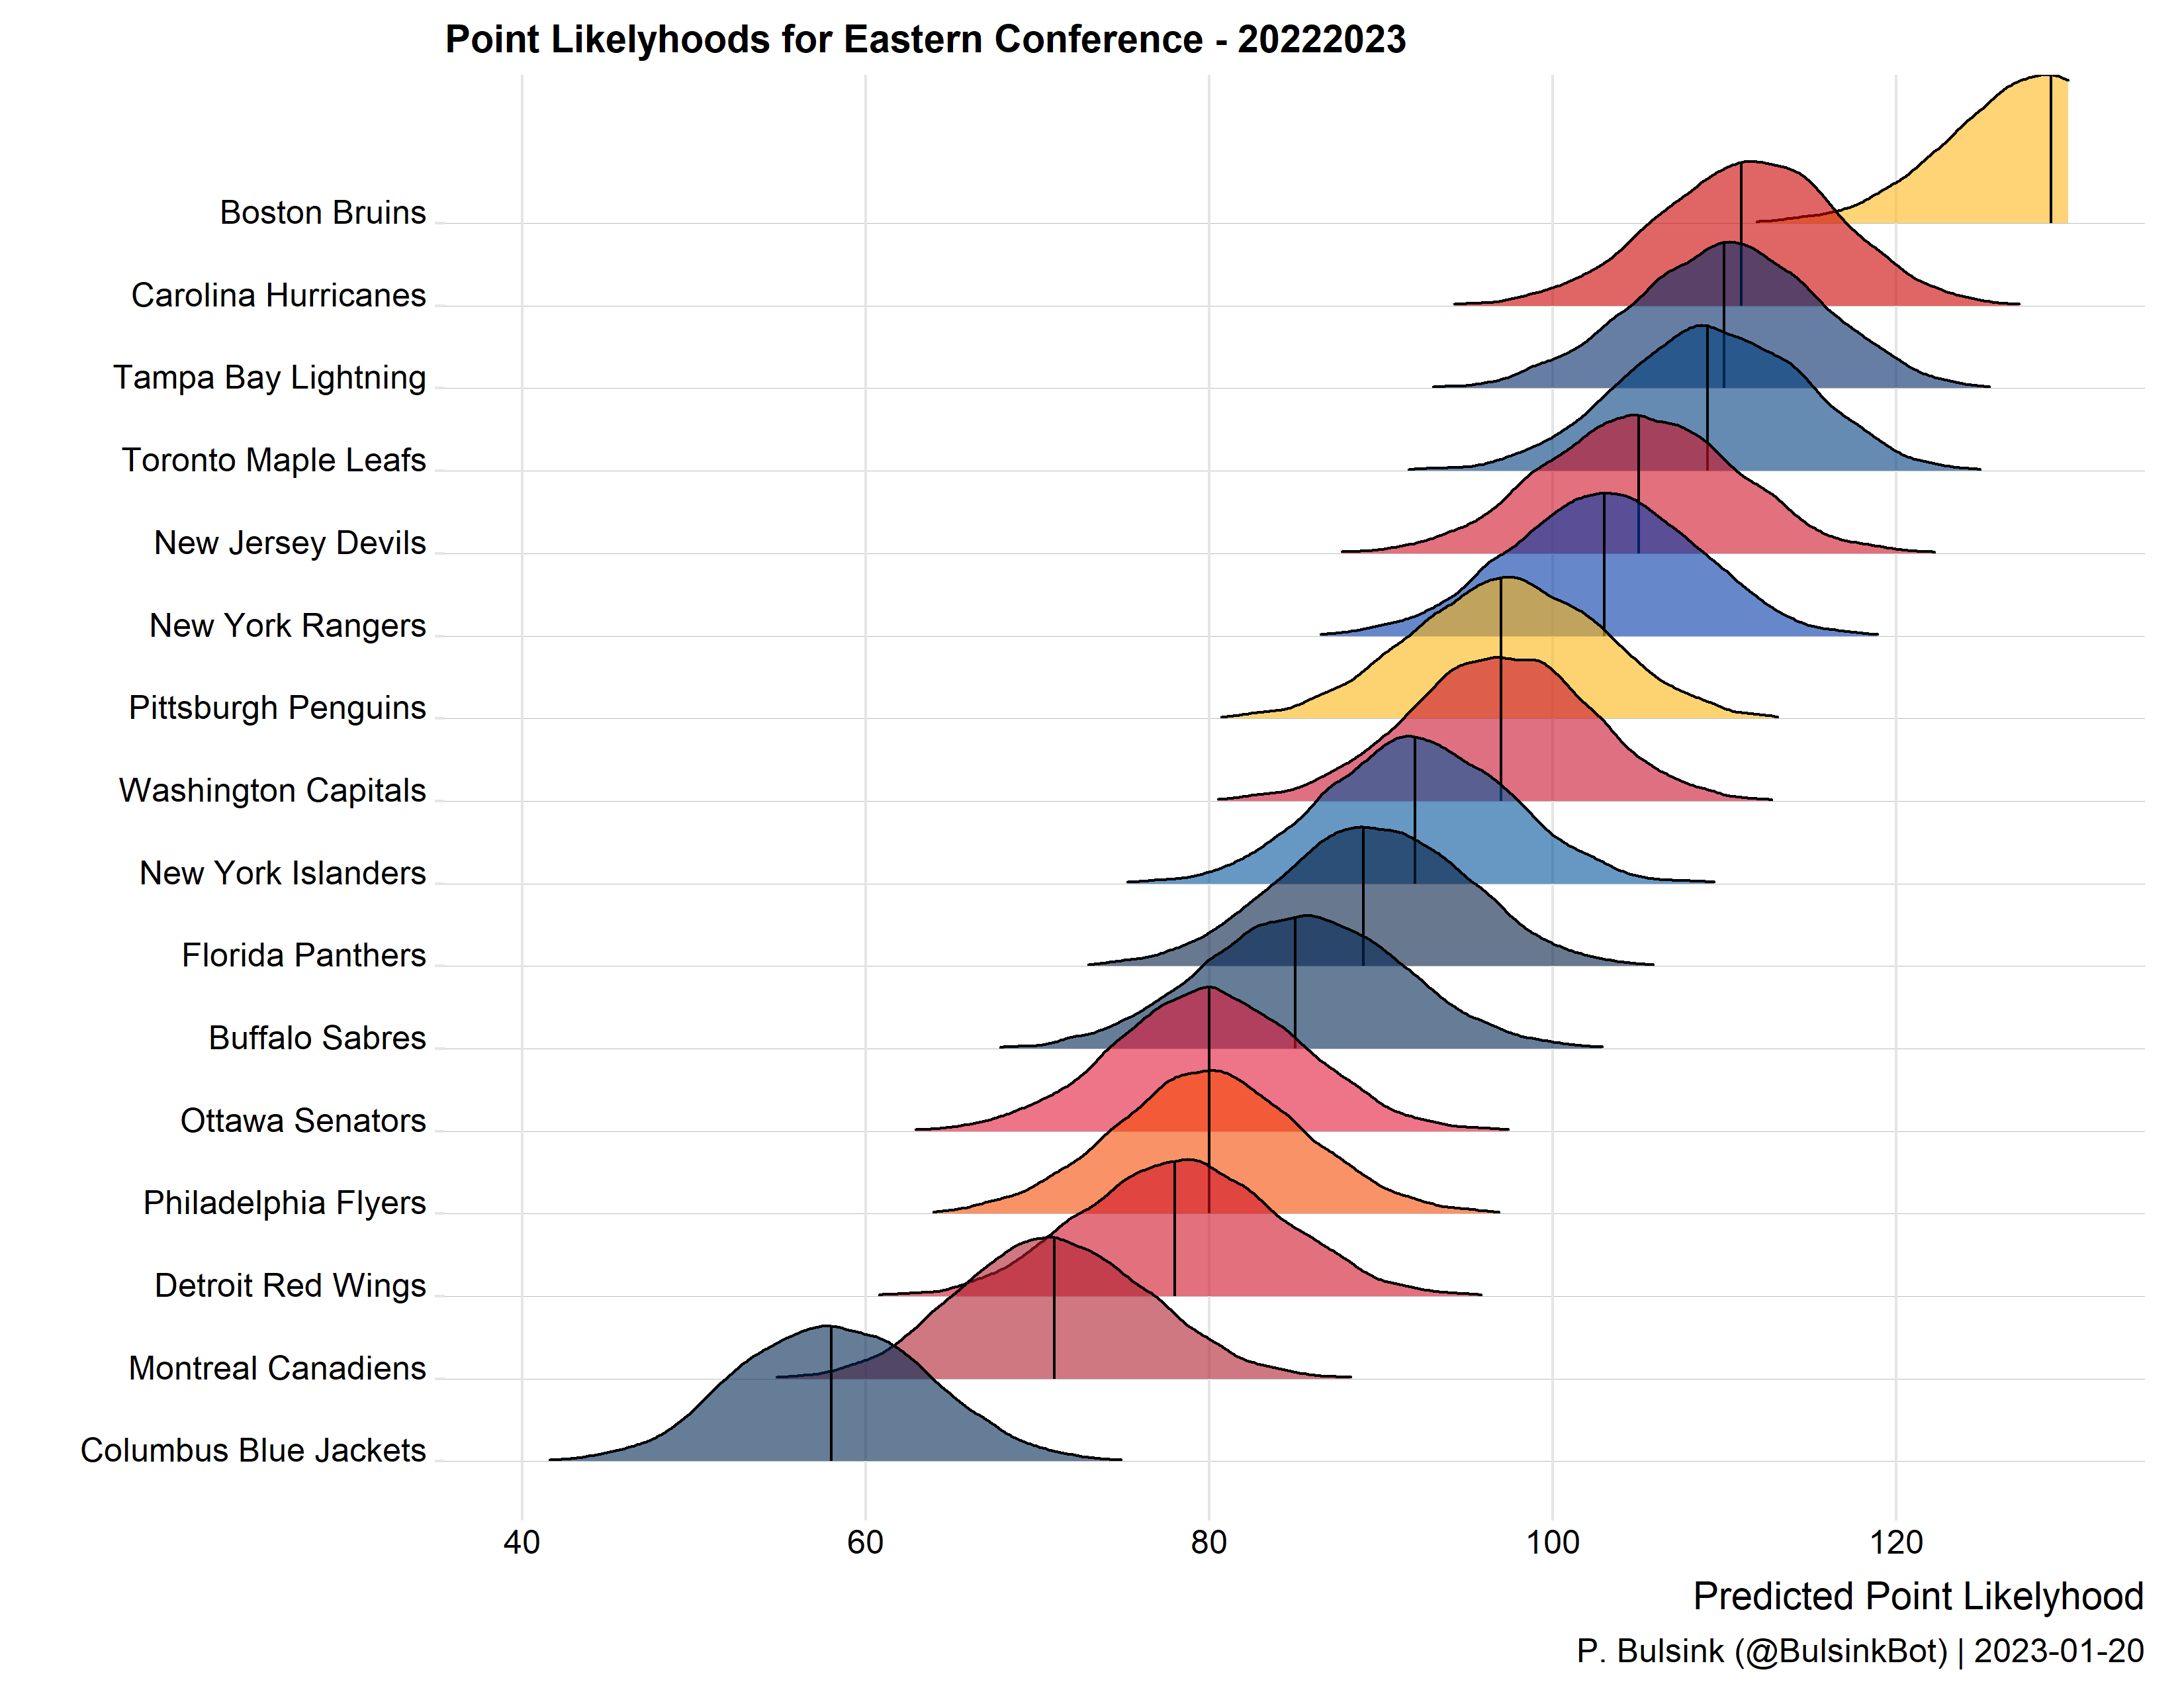 Point Likelyhoods for Eastern Conference - 20222023
Boston Bruins
Carolina Hurricanes
Tampa Bay Lightning
Toronto Maple Leafs
New Jersey Devils
New York Rangers
Pittsburgh Penguins
Washington Capitals
New York Islanders
Florida Panthers
Buffalo Sabres
Ottawa Senators
Philadelphia Flyers
Detroit Red Wings
Montreal Canadiens
Columbus Blue Jackets
40 60 80 100 120
Predicted Point Likelyhood
P. Bulsink (@BulsinkBot) | 2023-01-20